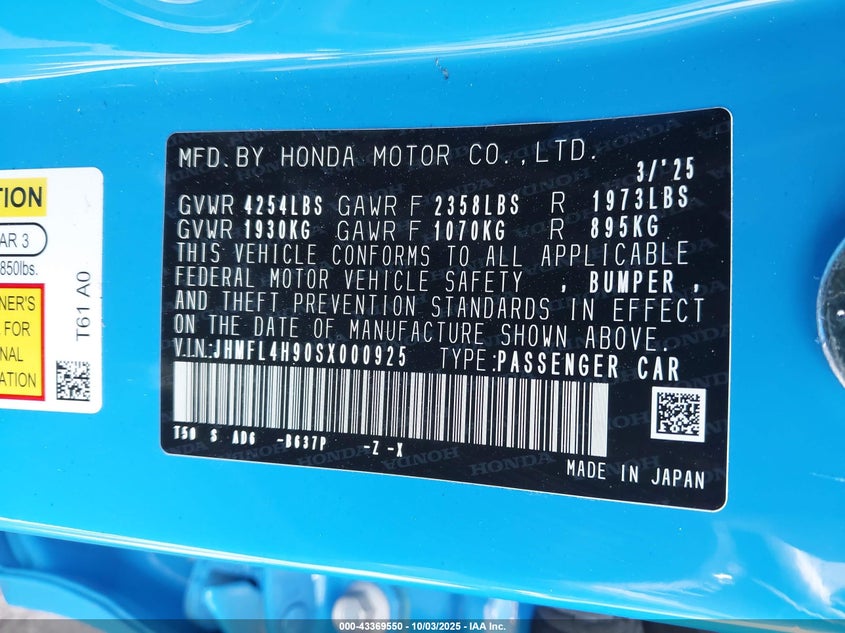 TION
AR 3
850lbs.
NER'S
FOR
NAL
ATION
T61 A0
MFD.BY HONDA MOTOR CO.,LTD. 3/'25
GVWR 4254LBS GAWR F 2358LBS R 1973LBS
GVWR 1930KG GAWR F 1070KG R 895KG
THIS VEHICLE CONFORMS TO ALL APPLICABLE
FEDERAL MOTOR VEHICLE SAFETY , BUMPER ,
AND THEFT PREVENTION STANDARDS IN EFFECT
ON THE DATE OF MANUFACTURE SHOWN ABOVE.
V.I.N:JHMFL4H90SX000925 TYPE:PASSENGER CAR
T50 S AD6 -B637P -Z -X
MADE IN JAPAN
000-43369550 - 10/03/2025 - IAA Inc.